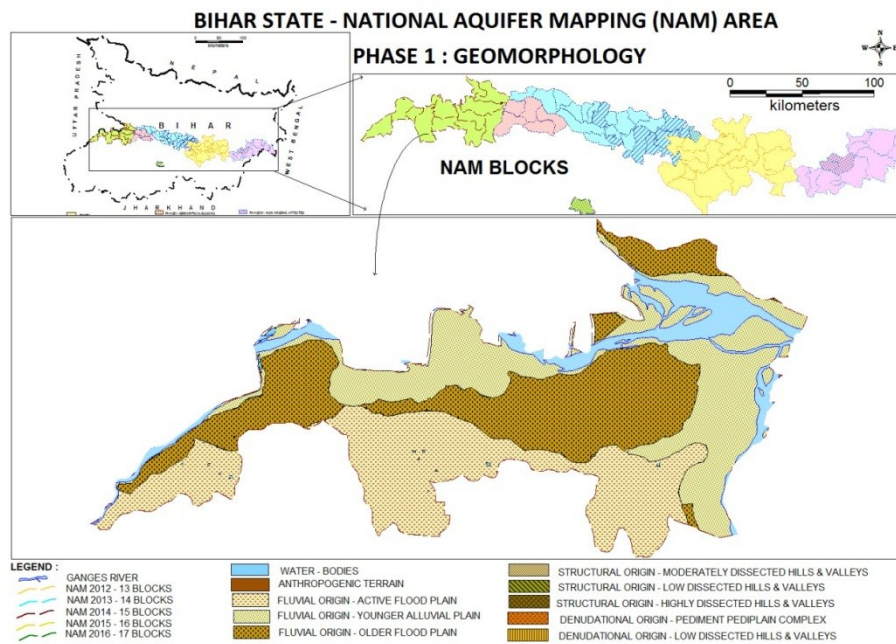 BIHAR STATE - NATIONAL AQUIFER MAPPING (NAM) AREA
PHASE 1 : GEOMORPHOLOGY
0 50 100
kilometers
N
W
S
N E P A L
UTTAR PRADESH
B I H A R
WEST BENGAL
JHARKHAND
0 50 100
kilometers
NAM BLOCKS
LEGEND :
GANGES RIVER
NAM 2012 - 13 BLOCKS
NAM 2013 - 14 BLOCKS
NAM 2014 - 15 BLOCKS
NAM 2015 - 16 BLOCKS
NAM 2016 - 17 BLOCKS
WATER - BODIES
ANTHROPOGENIC TERRAIN
FLUVIAL ORIGIN - ACTIVE FLOOD PLAIN
FLUVIAL ORIGIN - YOUNGER ALLUVIAL PLAIN
FLUVIAL ORIGIN - OLDER FLOOD PLAIN
STRUCTURAL ORIGIN - MODERATELY DISSECTED HILLS & VALLEYS
STRUCTURAL ORIGIN - LOW DISSECTED HILLS & VALLEYS
STRUCTURAL ORIGIN - HIGHLY DISSECTED HILLS & VALLEYS
DENUDATIONAL ORIGIN - PEDIMENT PEDIPLAIN COMPLEX
DENUDATIONAL ORIGIN - LOW DISSECTED HILLS & VALLEYS